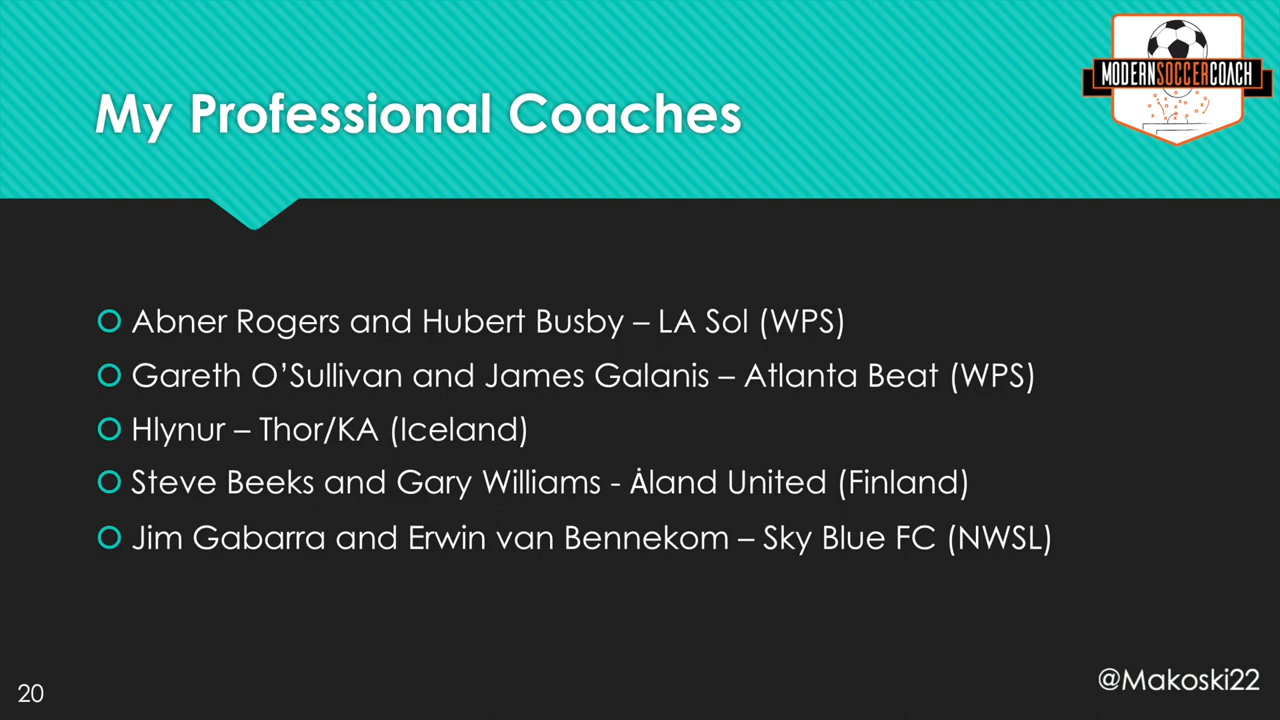 MODERNSOCCERCOACH
My Professional Coaches
Abner Rogers and Hubert Busby – LA Sol (WPS)
Gareth O’Sullivan and James Galanis – Atlanta Beat (WPS)
Hlynur – Thor/KA (Iceland)
Steve Beeks and Gary Williams - Ȧland United (Finland)
Jim Gabarra and Erwin van Bennekom – Sky Blue FC (NWSL)
20
@Makoski22